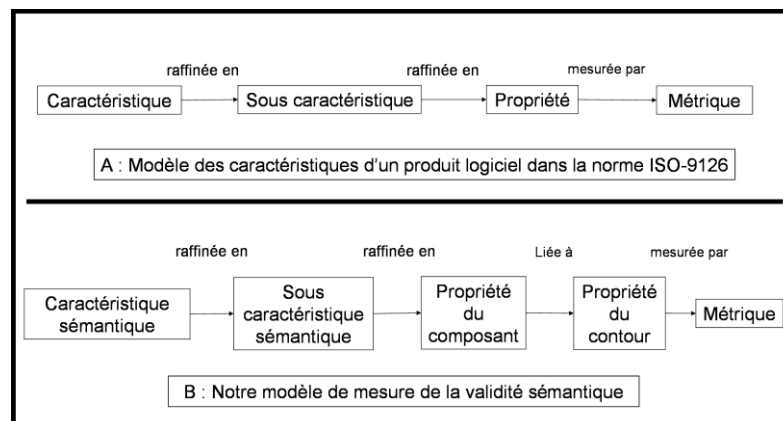 raffinée en raffinée en mesurée par
Caractéristique Sous caractéristique Propriété Métrique
A : Modèle des caractéristiques d'un produit logiciel dans la norme ISO-9126
raffinée en raffinée en Liée à mesurée par
Caractéristique
sémantique
Sous
caractéristique
sémantique
Propriété
du
composant
Propriété
du
contour
Métrique
B : Notre modèle de mesure de la validité sémantique